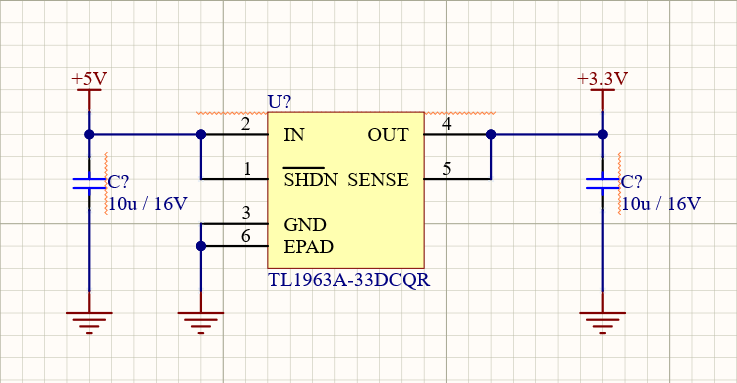 +5V
+3.3V
U?
2 IN OUT 4
1 SHDN SENSE 5
C?
10u / 16V
C?
10u / 16V
3 GND
6 EPAD
TL1963A-33DCQR